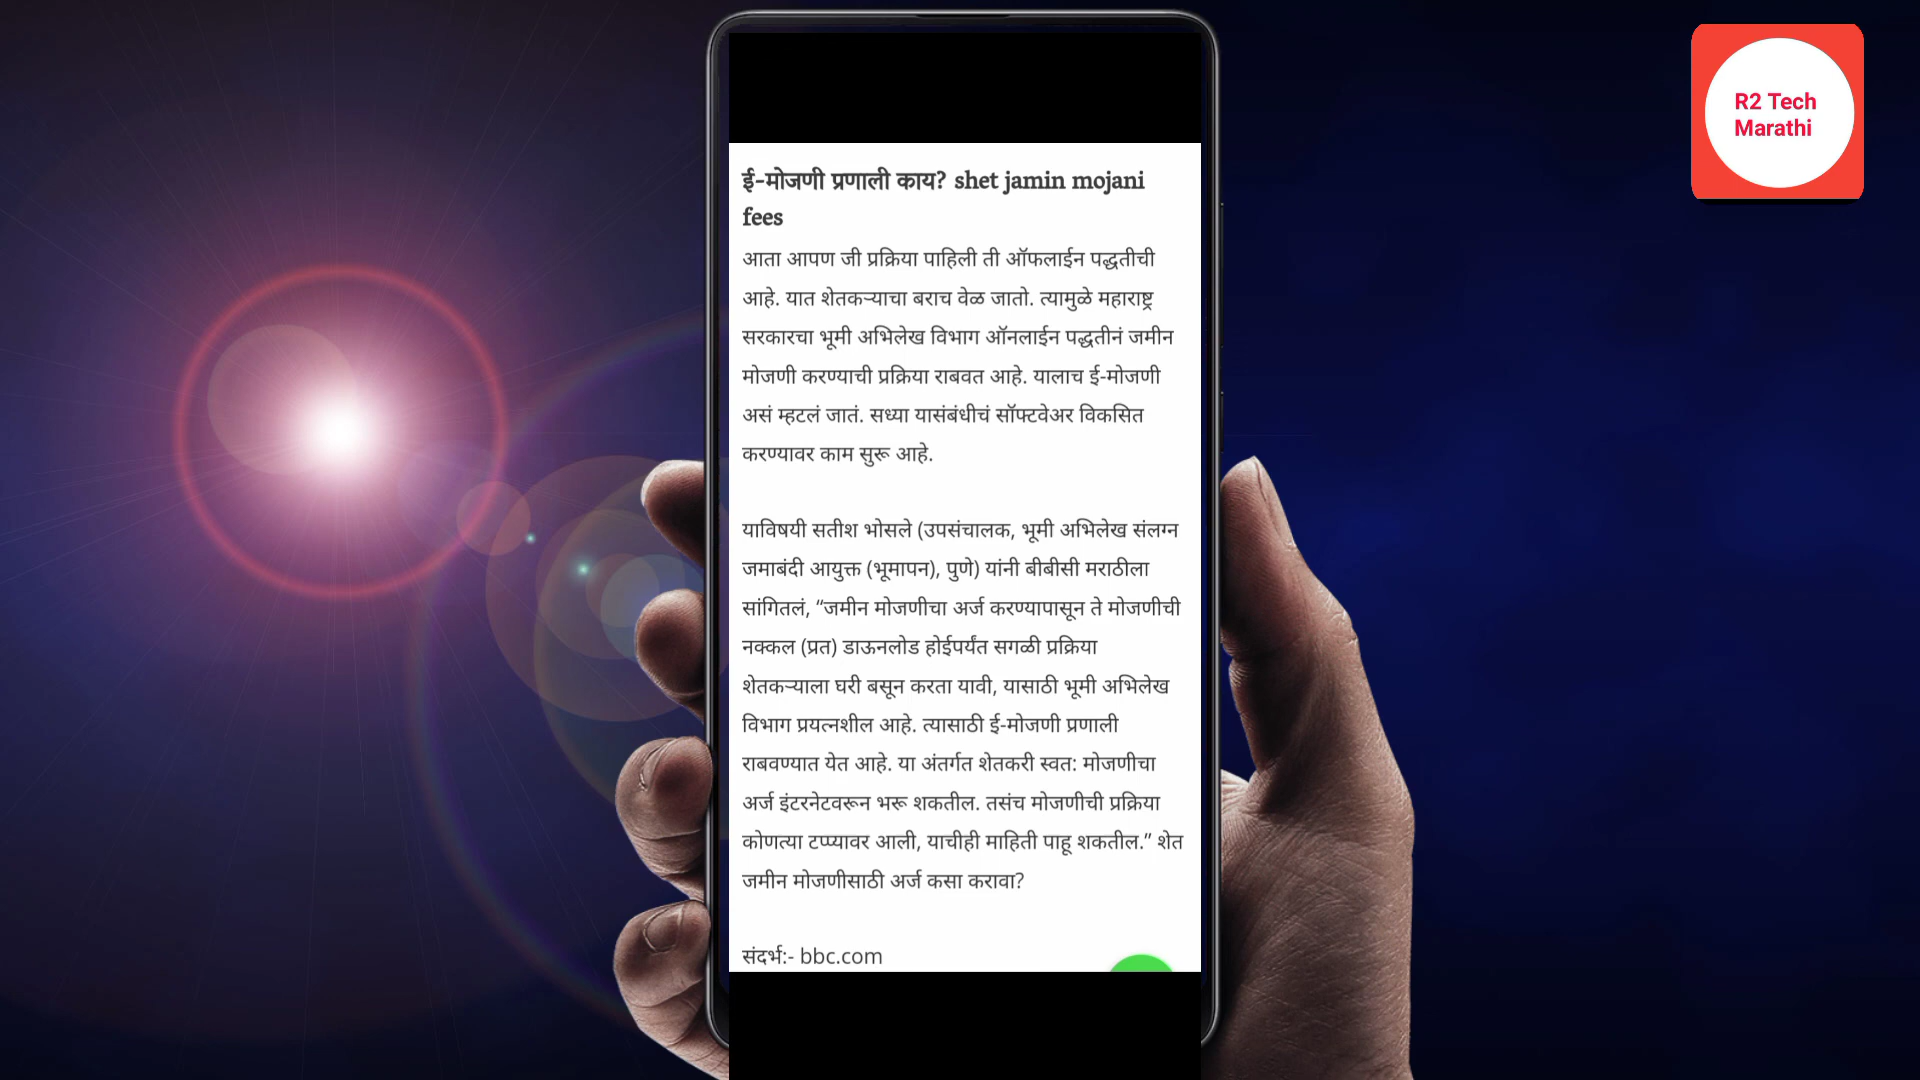 R2 Tech
Marathi
ई-मोजणी प्रणाली काय? shet jamin mojani
fees
आता आपण जी प्रक्रिया पाहिली ती ऑफलाईन पद्धतीची
आहे. यात शेतकऱ्याचा बराच वेळ जातो. त्यामुळे महाराष्ट्र
सरकारचा भूमी अभिलेख विभाग ऑनलाईन पद्धतीनं जमीन
मोजणी करण्याची प्रक्रिया राबवत आहे. यालाच ई-मोजणी
असं म्हटलं जातं. सध्या यासंबंधीचं सॉफ्टवेअर विकसित
करण्यावर काम सुरू आहे.
याविषयी सतीश भोसले (उपसंचालक, भूमी अभिलेख संलग्न
जमाबंदी आयुक्त (भूमापन), पुणे) यांनी बीबीसी मराठीला
सांगितलं, “जमीन मोजणीचा अर्ज करण्यापासून ते मोजणीची
नक्कल (प्रत) डाऊनलोड होईपर्यंत सगळी प्रक्रिया
शेतकऱ्याला घरी बसून करता यावी, यासाठी भूमी अभिलेख
विभाग प्रयत्नशील आहे. त्यासाठी ई-मोजणी प्रणाली
राबवण्यात येत आहे. या अंतर्गत शेतकरी स्वत: मोजणीचा
अर्ज इंटरनेटवरून भरू शकतील. तसंच मोजणीची प्रक्रिया
कोणत्या टप्प्यावर आली, याचीही माहिती पाहू शकतील.” शेत
जमीन मोजणीसाठी अर्ज कसा करावा?
संदर्भ:- bbc.com